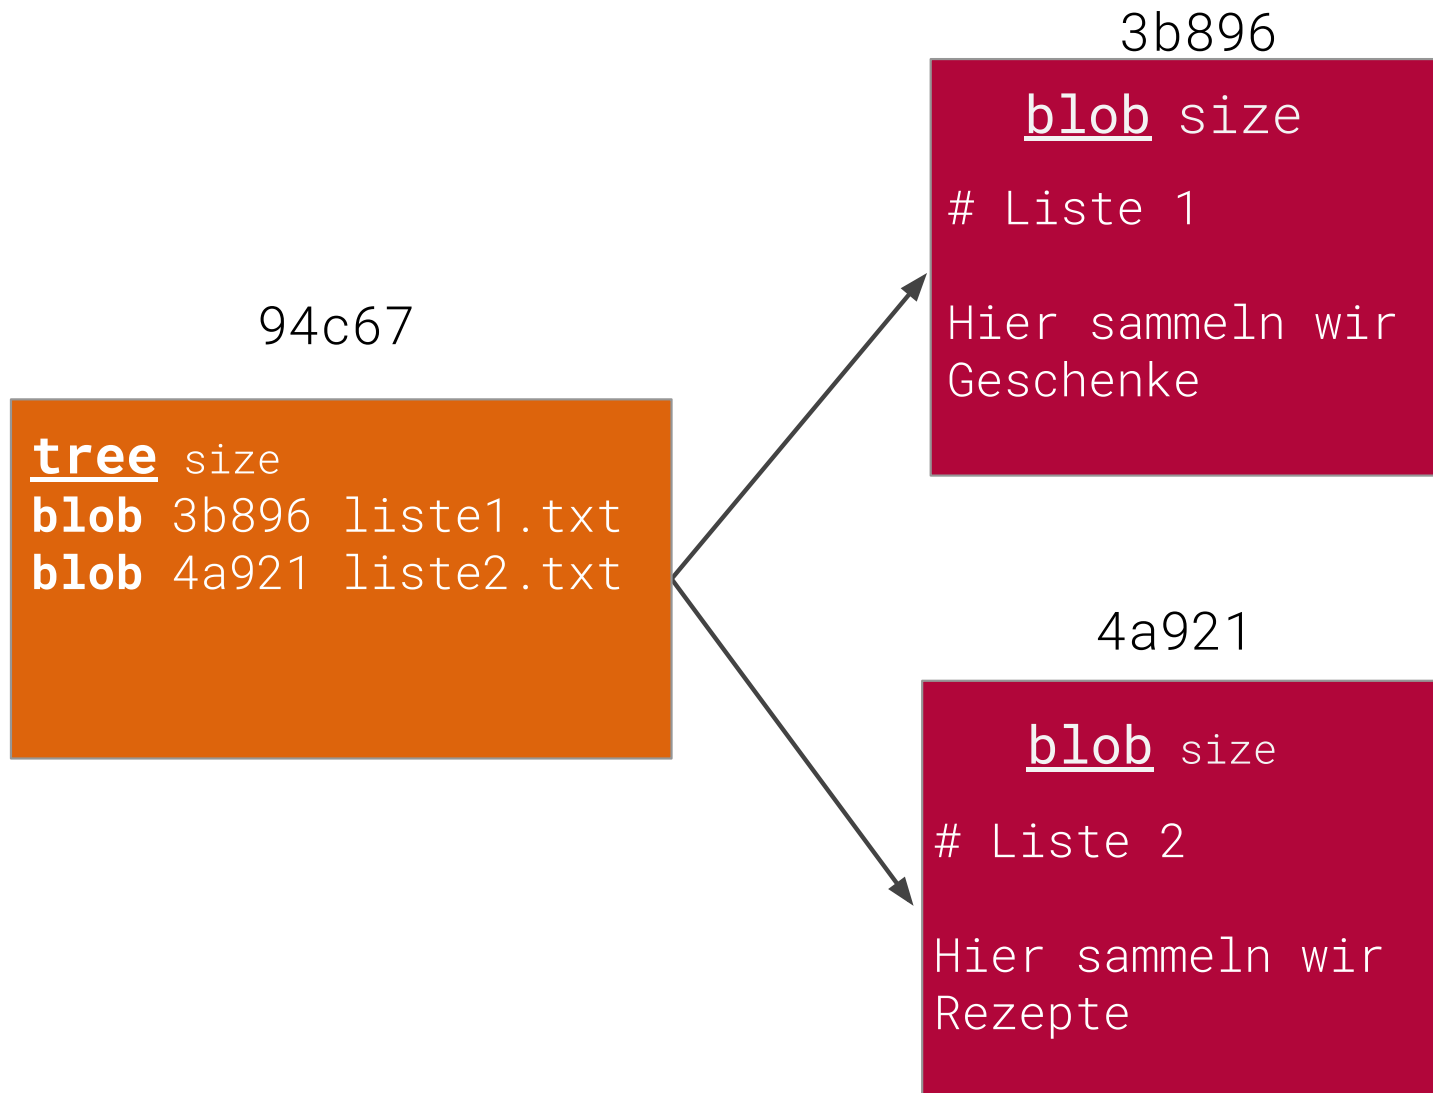 94c67
tree size
blob 3b896 liste1.txt
blob 4a921 liste2.txt
3b896
blob size
# Liste 1
Hier sammeln wir
Geschenke
4a921
blob size
# Liste 2
Hier sammeln wir
Rezepte